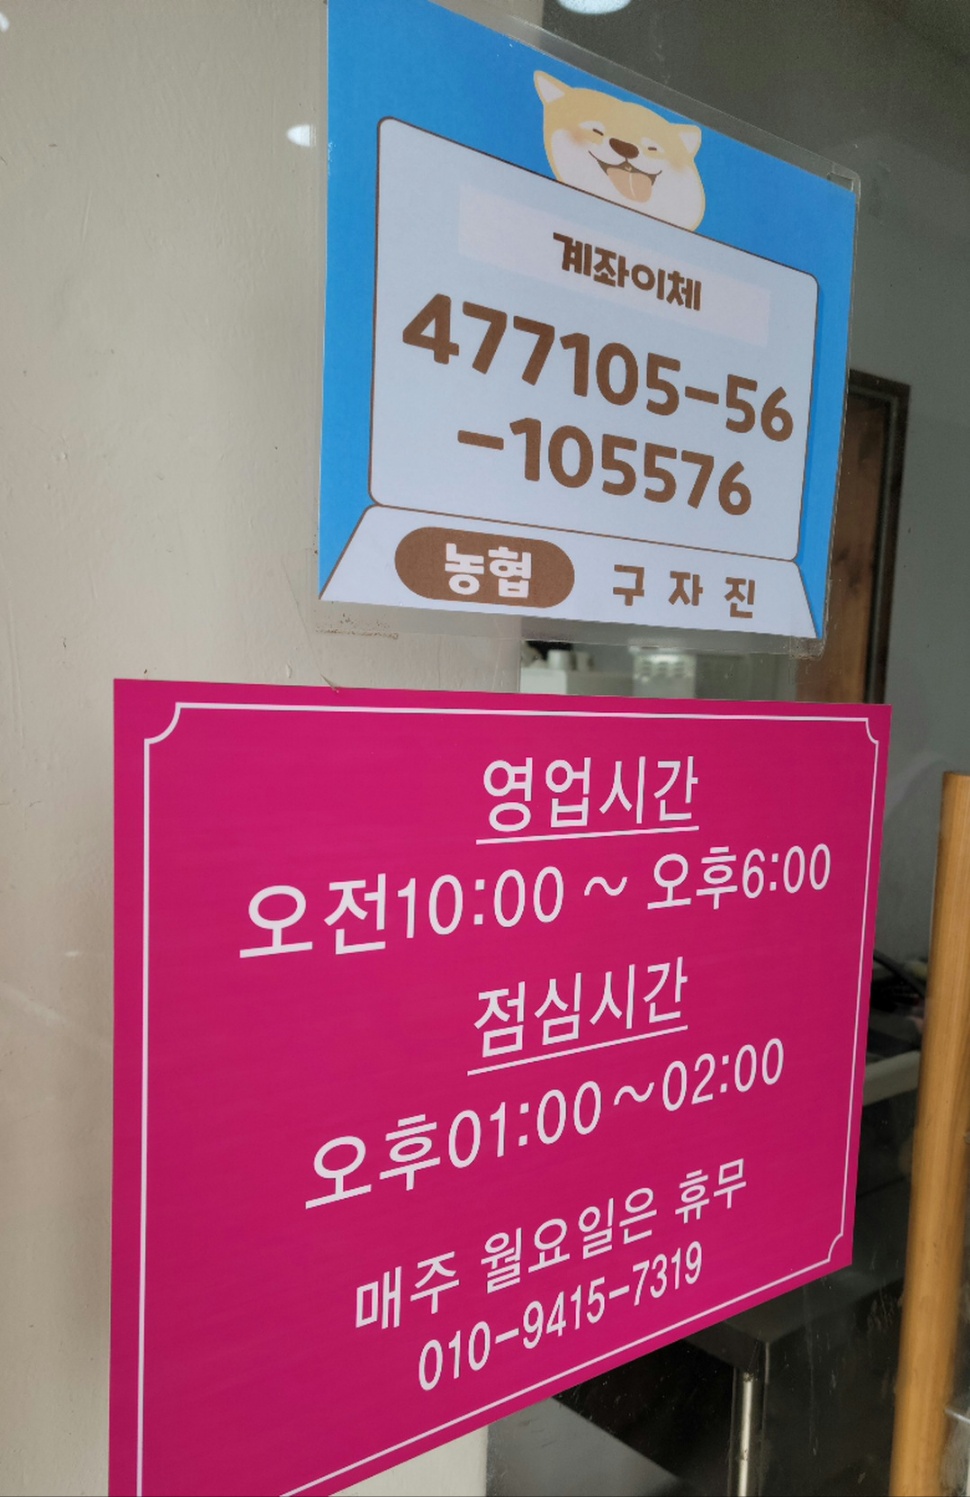 계좌이체
477105-56
-105576
농협 구자진
영업시간
오전10:00 ~ 오후6:00
점심시간
오후01:00~02:00
매주 월요일은 휴무
010-9415-7319